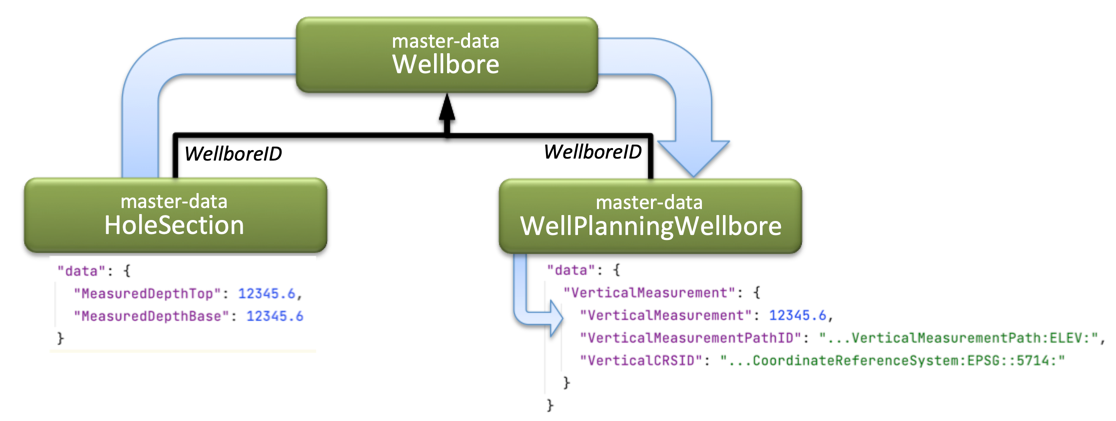 master-data
Wellbore
WellboreID
WellboreID
master-data
HoleSection
master-data
WellPlanningWellbore
"data": {
"MeasuredDepthTop": 12345.6,
"MeasuredDepthBase": 12345.6
}
"data": {
"VerticalMeasurement": {
"VerticalMeasurement": 12345.6,
"VerticalMeasurementPathID": "...VerticalMeasurementPath:ELEV:",
"VerticalCRSID": "...CoordinateReferenceSystem:EPSG::5714:"
}
}